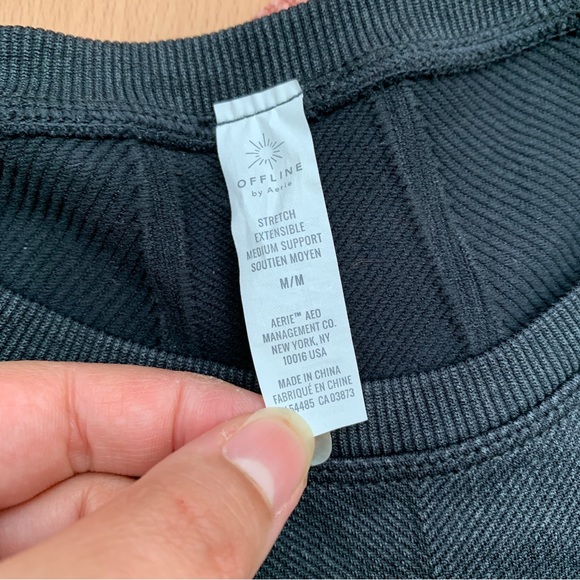 OFFLINE
by Aerie
STRETCH
EXTENSIBLE
MEDIUM SUPPORT
SOUTIEN MOYEN
M/M
AERIE™ AEO
MANAGEMENT CO.
NEW YORK, NY
10016 USA
MADE IN CHINA
FABRIQUÉ EN CHINE
54485 CA 03873